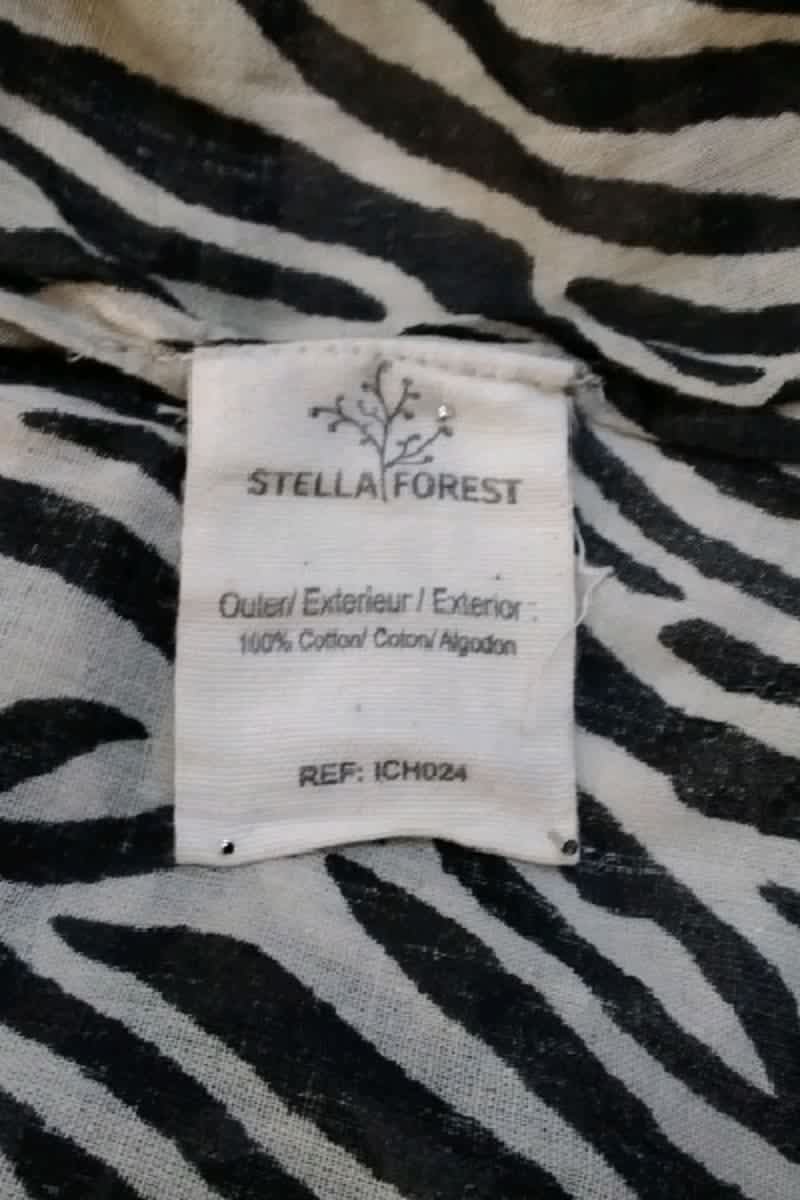 STELLA FOREST
Outer/ Exterieur / Exterior :
100% Cotton/ Coton/ Algodon
REF: ICH024